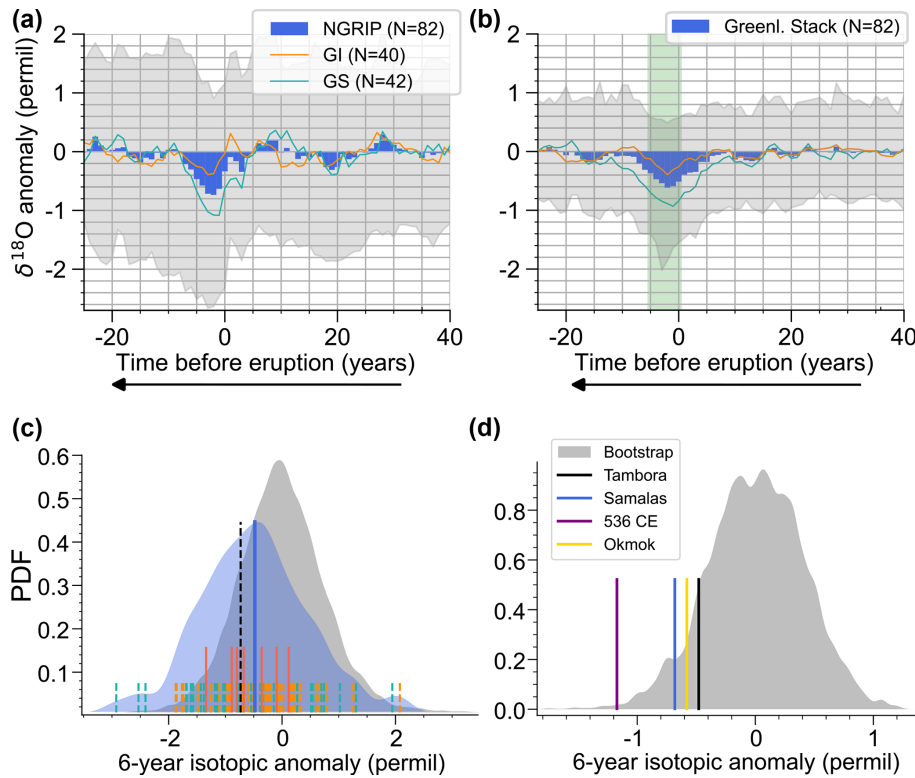 (a)
NGRIP (N=82)
GI (N=40)
GS (N=42)
δ¹⁸O anomaly (permil)
2
1
0
-1
-2
-20 0 20 40
Time before eruption (years)
(b)
Greenl. Stack (N=82)
2
1
0
-1
-2
-20 0 20 40
Time before eruption (years)
(c)
PDF
0.6
0.5
0.4
0.3
0.2
0.1
-2 0 2
6-year isotopic anomaly (permil)
(d)
Bootstrap
Tambora
Samalas
536 CE
Okmok
0.8
0.6
0.4
0.2
0.0
-1 0 1
6-year isotopic anomaly (permil)